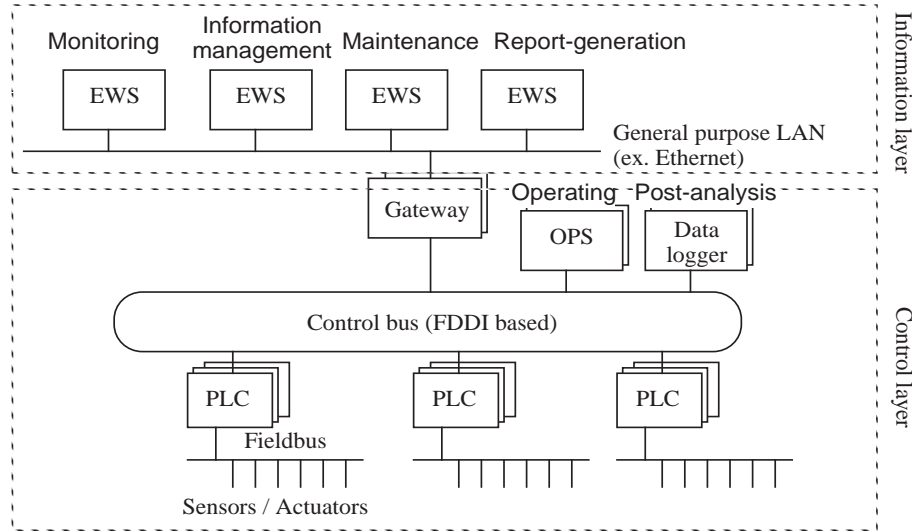 Monitoring
Information
management
Maintenance
Report-generation
EWS
EWS
EWS
EWS
General purpose LAN
(ex. Ethernet)
Information layer
Gateway
Operating
Post-analysis
OPS
Data
logger
Control bus (FDDI based)
Control layer
PLC
PLC
PLC
Fieldbus
Sensors / Actuators